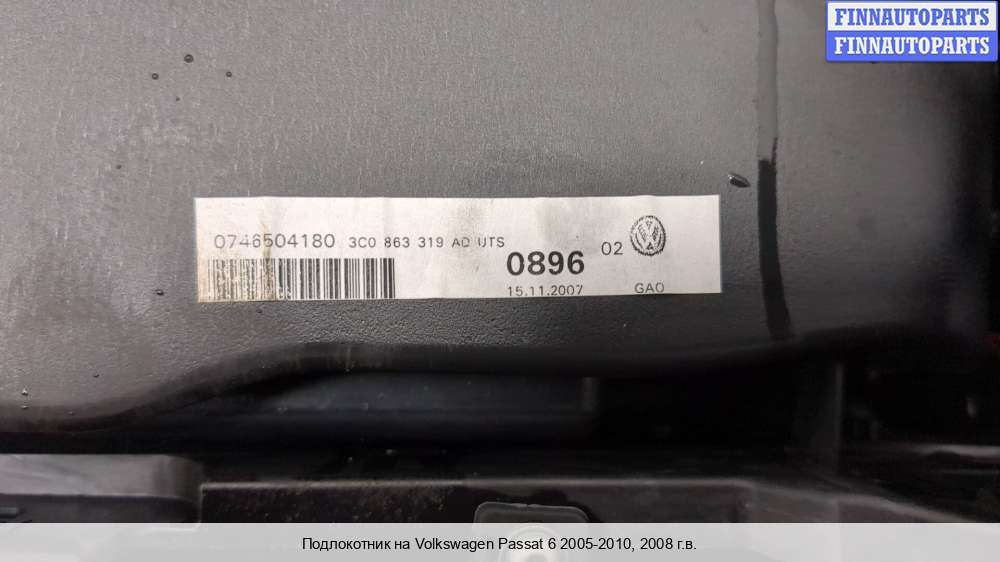 FINNAUTOPARTS
FINNAUTOPARTS
0746504180 3C0 863 319 AD UTS
0896 02
15.11.2007 GAO
Подлокотник на Volkswagen Passat 6 2005-2010, 2008 г.в.